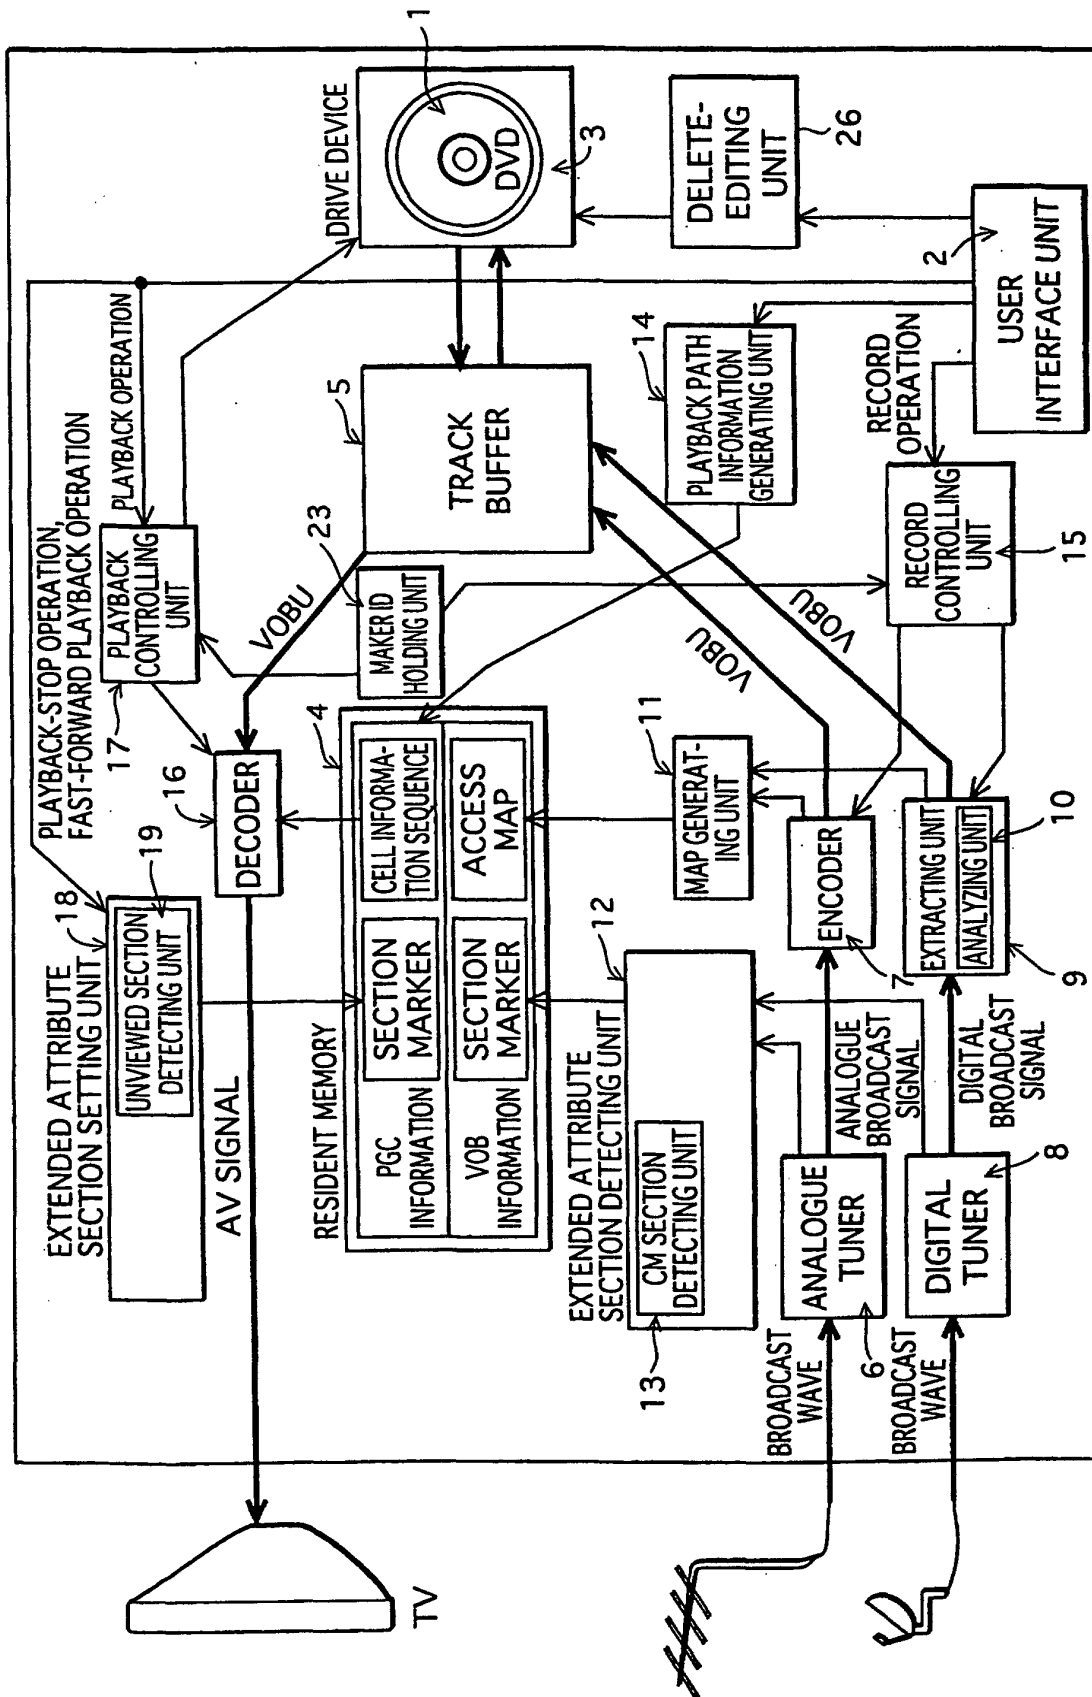 EXTENDED ATTRIBUTE
SECTION SETTING UNIT
18
UNVIEWED SECTION
DETECTING UNIT
19
PLAYBACK-STOP OPERATION,
FAST-FORWARD PLAYBACK OPERATION
PLAYBACK OPERATION
17
PLAYBACK
CONTROLLING
UNIT
16
DECODER
AV SIGNAL
TV
VOBU
23
MAKER ID
HOLDING UNIT
5
TRACK
BUFFER
DRIVE DEVICE
1
DVD
3
RESIDENT MEMORY
4
PGC
INFORMATION
SECTION
MARKER
CELL INFORMA-
TION SEQUENCE
VOB
INFORMATION
SECTION
MARKER
ACCESS
MAP
EXTENDED ATTRIBUTE
SECTION DETECTING UNIT
12
13
CM SECTION
DETECTING UNIT
11
MAP GENERAT-
ING UNIT
VOBU
VOBU
14
PLAYBACK PATH
INFORMATION
GENERATING UNIT
DELETE-
EDITING
UNIT
26
BROADCAST
WAVE
ANALOGUE
TUNER
6
ANALOGUE
BROADCAST
SIGNAL
7
ENCODER
BROADCAST
WAVE
DIGITAL
TUNER
8
DIGITAL
BROADCAST
SIGNAL
EXTRACTING UNIT
ANALYZING UNIT
10
9
RECORD
CONTROLLING
UNIT
15
RECORD
OPERATION
2
USER
INTERFACE UNIT